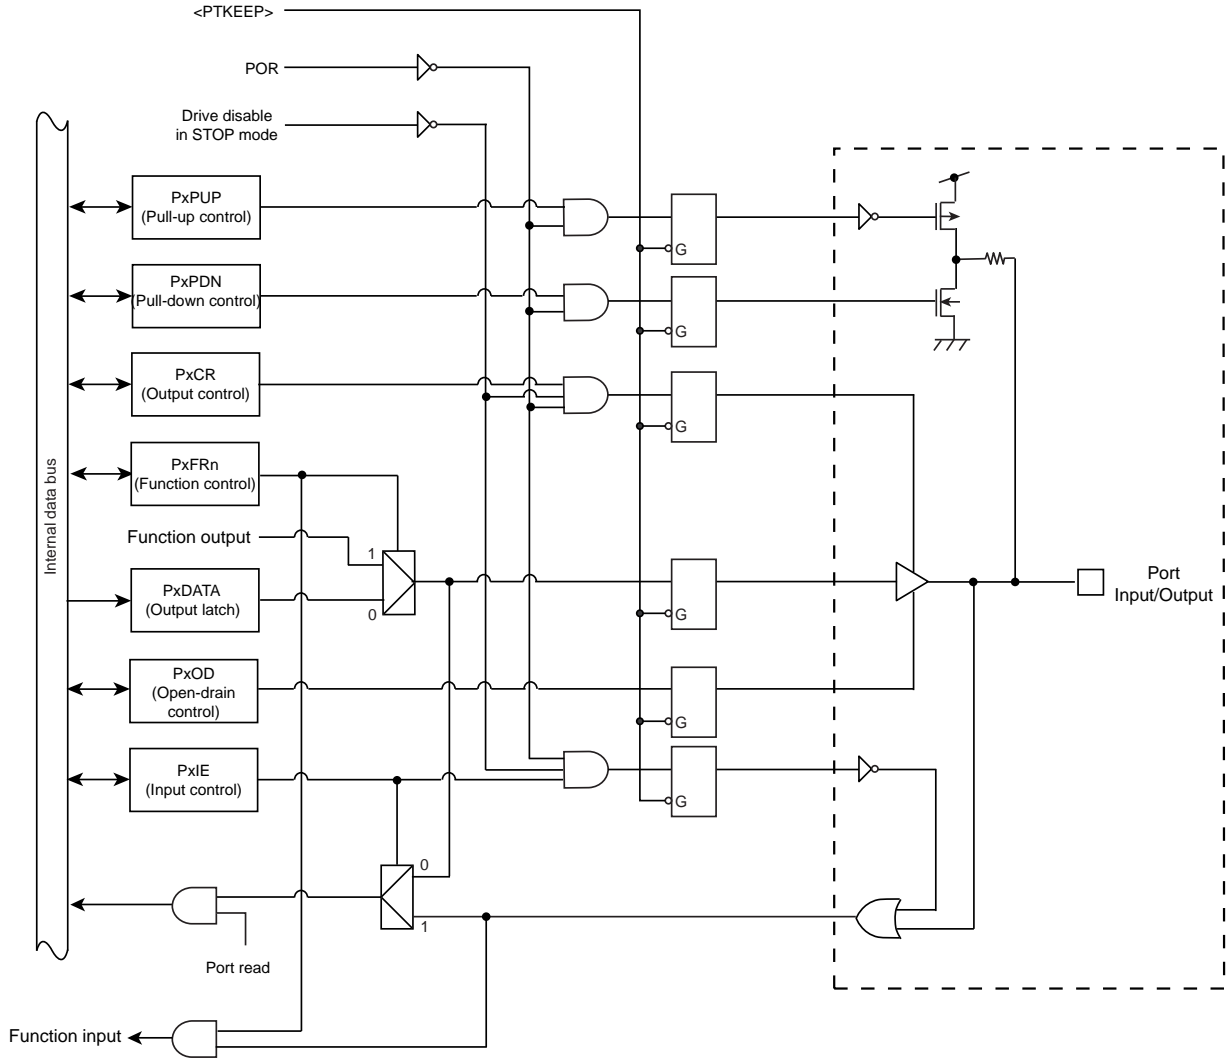 <PTKEEP>
POR
Drive disable
in STOP mode
PxPUP
(Pull-up control)
G
PxPDN
(Pull-down control)
G
PxCR
(Output control)
G
PxFRn
(Function control)
Internal data bus
Function output
1
PxDATA
(Output latch)
0
G
Port
Input/Output
PxOD
(Open-drain
control)
G
PxIE
(Input control)
G
0
1
Port read
Function input